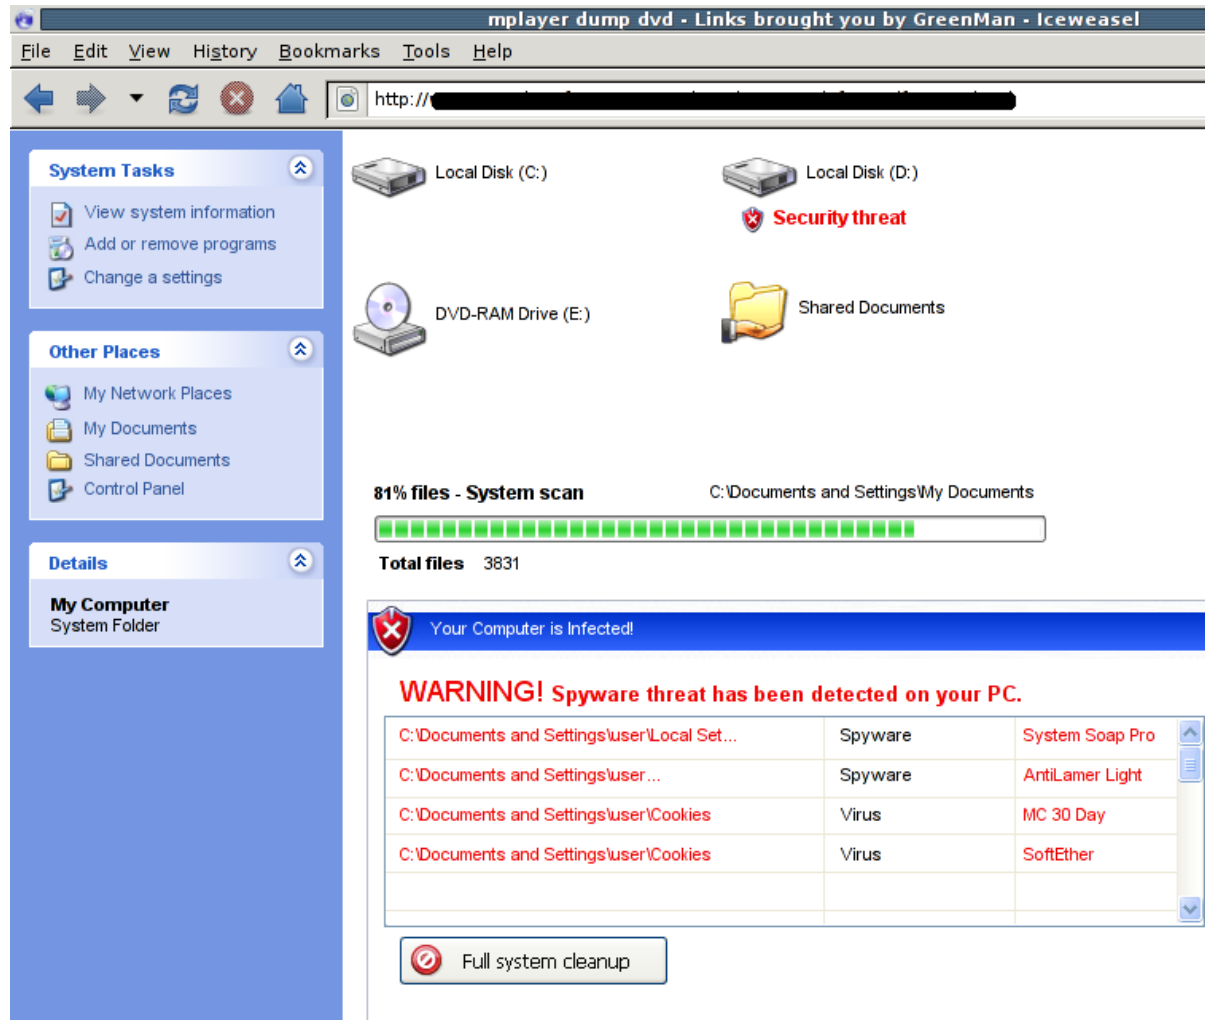 mplayer dump dvd - Links brought you by GreenMan - Iceweasel
File Edit View History Bookmarks Tools Help
http://
System Tasks
View system information
Add or remove programs
Change a settings
Other Places
My Network Places
My Documents
Shared Documents
Control Panel
Details
My Computer
System Folder
Local Disk (C:)
Local Disk (D:)
Security threat
DVD-RAM Drive (E:)
Shared Documents
81% files - System scan
C:\Documents and Settings\My Documents
Total files 3831
Your Computer is Infected!
WARNING! Spyware threat has been detected on your PC.
C:\Documents and Settings\user\Local Set... Spyware System Soap Pro
C:\Documents and Settings\user... Spyware AntiLamer Light
C:\Documents and Settings\user\Cookies Virus MC 30 Day
C:\Documents and Settings\user\Cookies Virus SoftEther
Full system cleanup